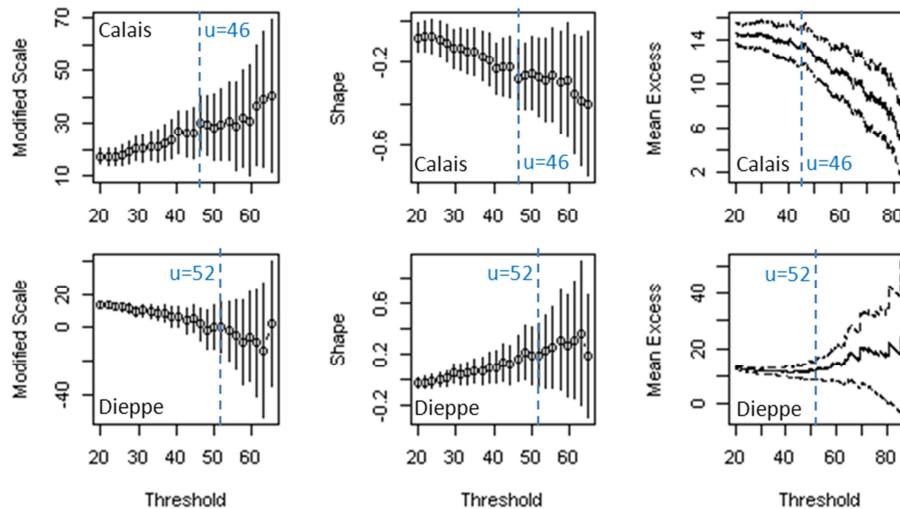 Modified Scale
70
50
30
10
Calais
u=46
20 30 40 50 60
Shape
-0.2
-0.6
Calais
u=46
20 30 40 50 60
Mean Excess
14
10
6
2
Calais
u=46
20 40 60 80
Modified Scale
20
0
-40
u=52
Dieppe
20 30 40 50 60
Threshold
Shape
0.6
0.2
-0.2
u=52
Dieppe
20 30 40 50 60
Threshold
Mean Excess
40
20
0
u=52
Dieppe
20 30 40 50 60 70 80
Threshold